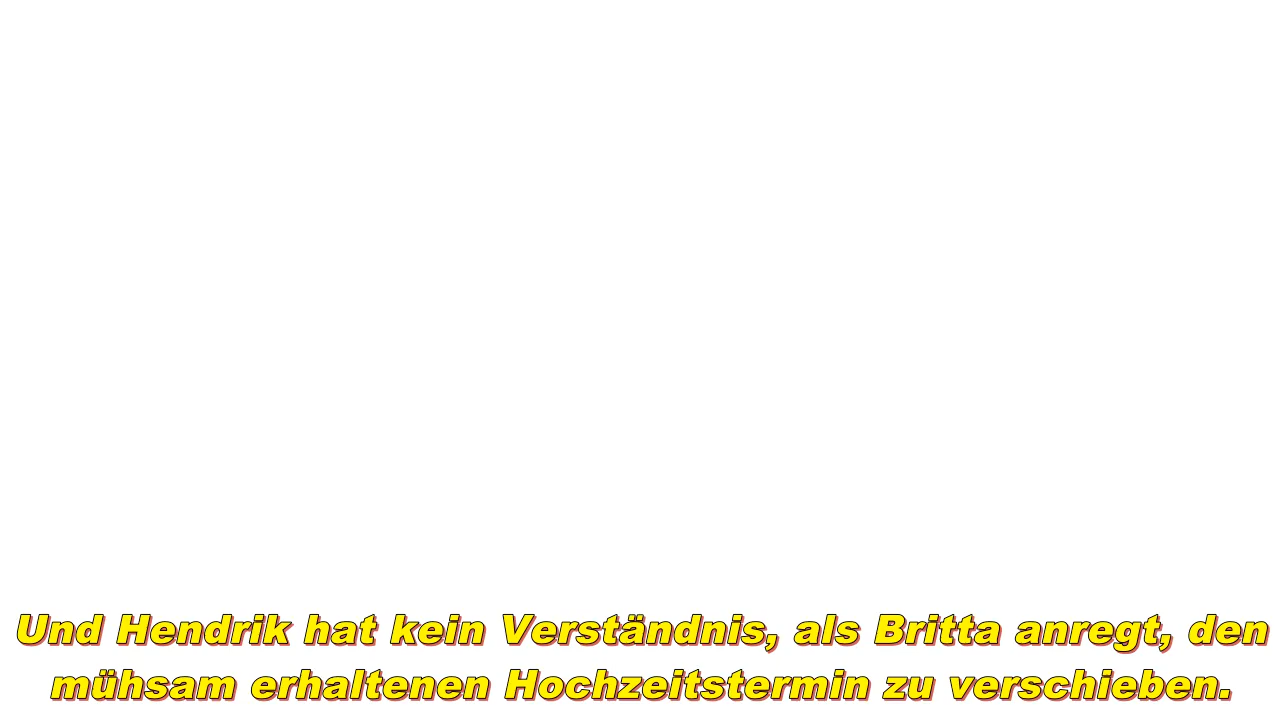 Und Hendrik hat kein Verständnis, als Britta anregt, den
mühsam erhaltenen Hochzeitstermin zu verschieben.